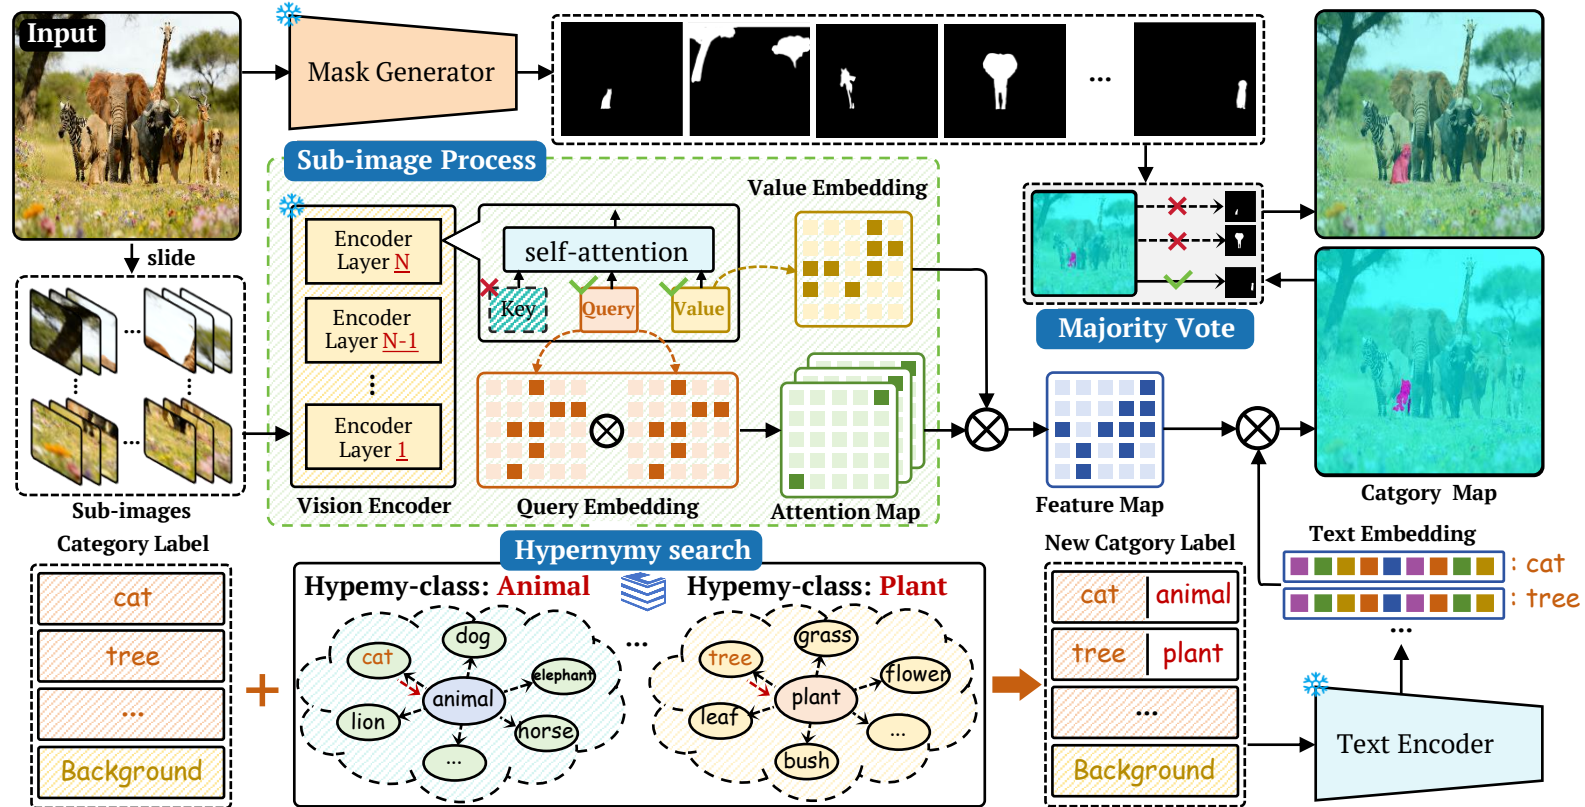 Input
Mask Generator
...
Sub-image Process
Value Embedding
slide
Encoder
Layer N
self-attention
Key
Query
Value
Encoder
Layer N-1
Majority Vote
...
...
Encoder
Layer 1
Sub-images
Vision Encoder
Query Embedding
Attention Map
Feature Map
Catgory Map
Category Label
Hypernymy search
New Catgory Label
Text Embedding
: cat
: tree
...
cat
tree
...
Background
+
Hypemy-class: Animal
dog
cat
elephant
animal
lion
horse
...
...
Hypemy-class: Plant
grass
tree
flower
plant
leaf
...
bush
cat | animal
tree | plant
...
Background
Text Encoder